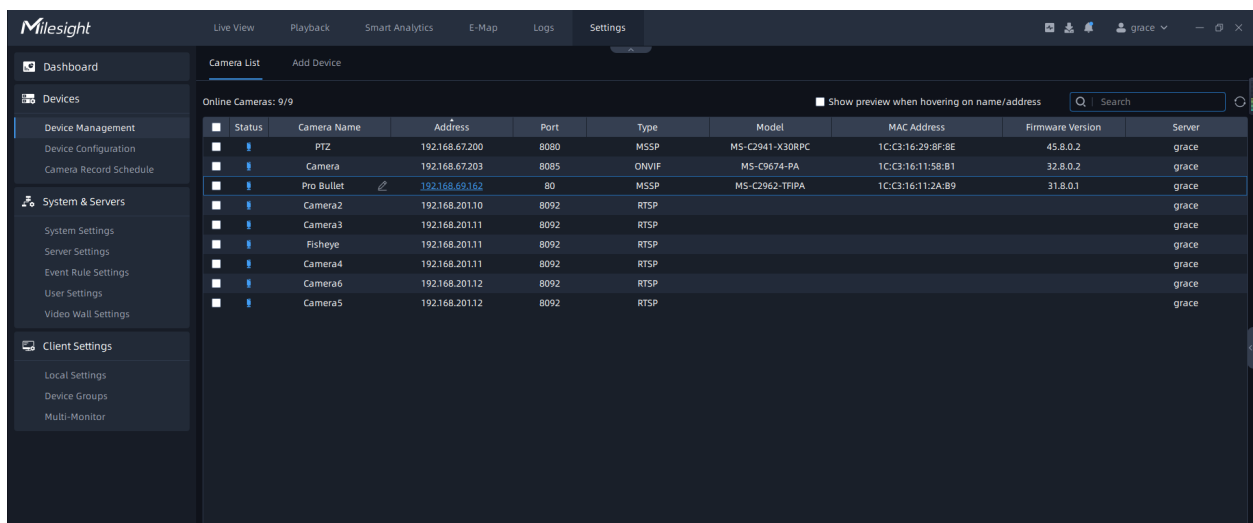 Milesight Live View Playback Smart Analytics E-Map Logs Settings grace
Dashboard
Devices
Device Management
Device Configuration
Camera Record Schedule
System & Servers
System Settings
Server Settings
Event Rule Settings
User Settings
Video Wall Settings
Client Settings
Local Settings
Device Groups
Multi-Monitor
Camera List Add Device
Online Cameras: 9/9 Show preview when hovering on name/address Search
Status Camera Name Address Port Type Model MAC Address Firmware Version Server
PTZ 192.168.67.200 8080 MSSP MS-C2941-X30RPC 1C:C3:16:29:8F:8E 45.8.0.2 grace
Camera 192.168.67.203 8085 ONVIF MS-C9674-PA 1C:C3:16:11:58:B1 32.8.0.2 grace
Pro Bullet 192.168.69.162 80 MSSP MS-C2962-TFIPA 1C:C3:16:11:2A:B9 31.8.0.1 grace
Camera2 192.168.201.10 8092 RTSP grace
Camera3 192.168.201.11 8092 RTSP grace
Fisheye 192.168.201.11 8092 RTSP grace
Camera4 192.168.201.11 8092 RTSP grace
Camera6 192.168.201.12 8092 RTSP grace
Camera5 192.168.201.12 8092 RTSP grace